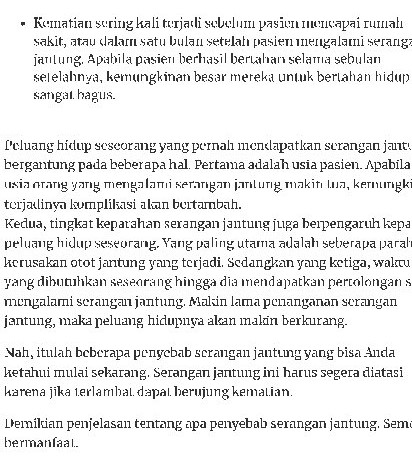 Kematian sering kali terjadi sebelum pasien mencapai rumah
sakit, atau dalam satu bulan setelah pasien mengalami seranga
jantung. Apabila pasien berhasil bertahan selama sebulan
setelahnya, kemungkinan besar mereka untuk bertahan hidup
sangat bagus.
Peluang hidup seseorang yang pernah mendapatkan serangan jantu
bergantung pada beberapa hal. Pertama adalah usia pasien. Apabila
usia orang yang mengalami serangan jantung makin tua, kemungki
terjadinya komplikasi akan bertambah.
Kedua, tingkat keparahan serangan jantung juga berpengaruh kepa
peluang hidup seseorang. Yang paling utama adalah seberapa parah
kerusakan otot jantung yang terjadi. Sedangkan yang ketiga, waktu
yang dibutuhkan seseorang hingga dia mendapatkan pertolongan s
mengalami serangan jantung. Makin lama penanganan serangan
jantung, maka peluang hidupnya akan makin berkurang.
Nah, itulah beberapa penyebab serangan jantung yang bisa Anda
ketahui mulai sekarang. Serangan jantung ini harus segera diatasi
karena jika terlambat dapat berujung kematian.
Demikian penjelasan tentang apa penyebab serangan jantung. Semo
bermanfaat.